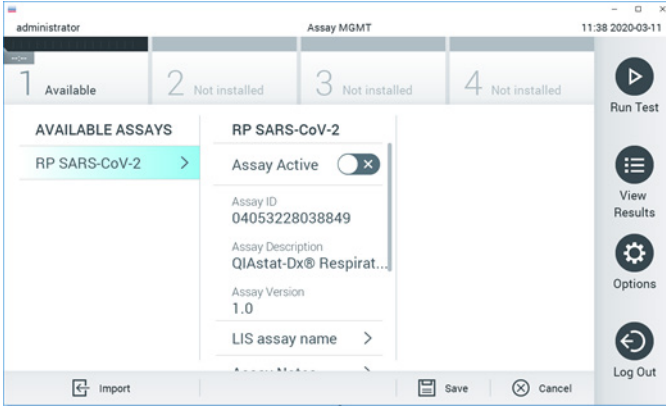 administrator Assay MGMT 11:38 2020-03-11
1 Available 2 Not installed 3 Not installed 4 Not installed
Run Test
AVAILABLE ASSAYS
RP SARS-CoV-2
RP SARS-CoV-2
Assay Active
Assay ID
04053228038849
Assay Description
QIAstat-Dx® Respirat...
Assay Version
1.0
LIS assay name
View
Results
Options
Log Out
Import Save Cancel